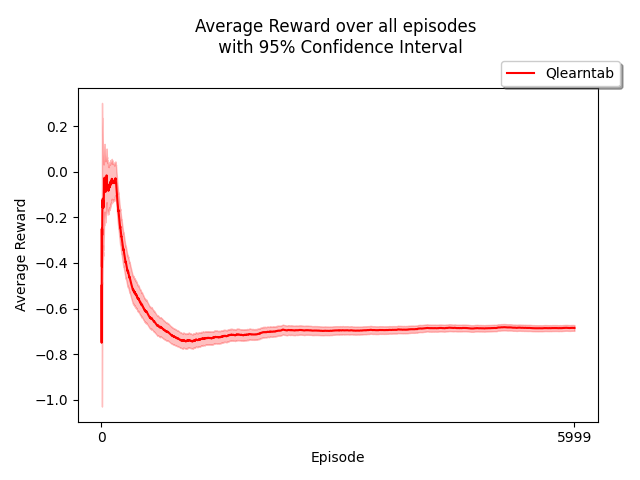 Average Reward over all episodes
with 95% Confidence Interval
Qlearntab
0.2
0.0
−0.2
−0.4
−0.6
−0.8
−1.0
Average Reward
0
5999
Episode